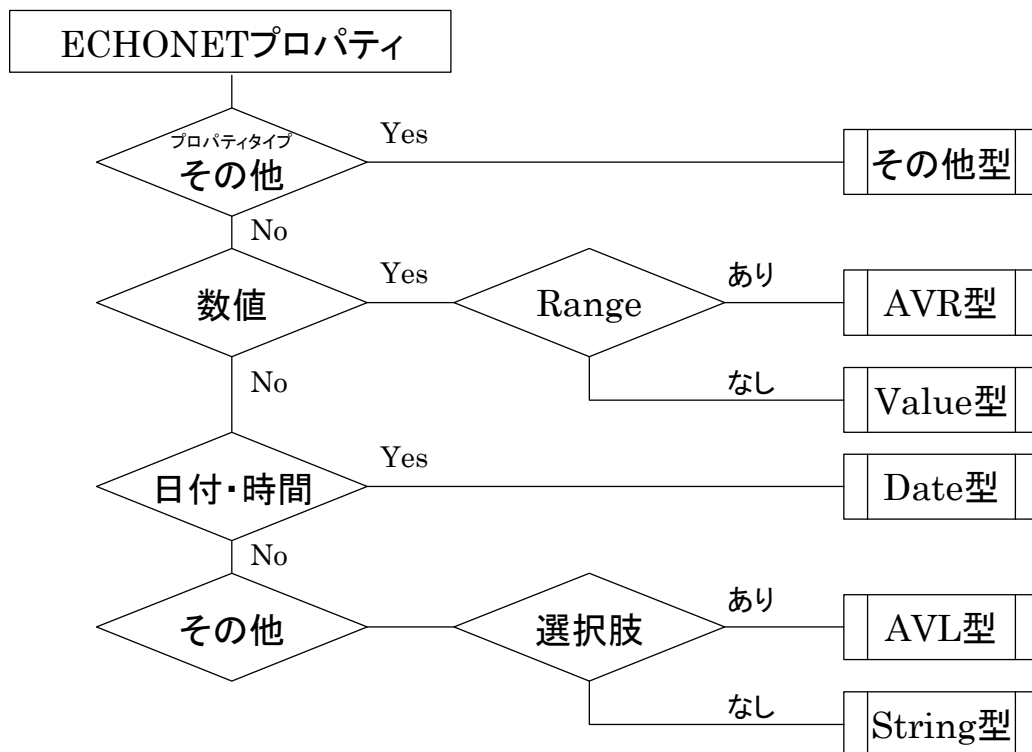 ECHONETプロパティ
プロパティタイプ
その他
Yes
その他型
No
数値
Yes
Range
あり
AVR型
なし
Value型
No
日付・時間
Yes
Date型
No
その他
選択肢
あり
AVL型
なし
String型